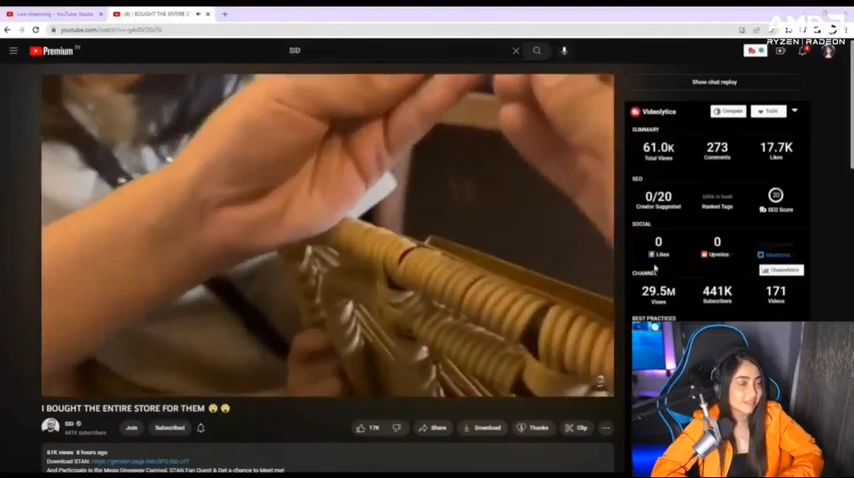 Live streaming - YouTube Studio
(4) I BOUGHT THE ENTIRE S
AMD
RYZEN | RADEON
Premium
SID
Show chat replay
Videolytics
Compare
Tools
SUMMARY
61.0K
273
17.7K
Total Views
Comments
Likes
SEO
0/20
20
Creator Suggested
Ranked Tags
SEO Score
SOCIAL
0
0
Likes
Upvotes
Mentions
CHANNEL
29.5M
441K
171
Views
Subscribers
Videos
BEST PRACTICES
I BOUGHT THE ENTIRE STORE FOR THEM 😲 😲
SID
441K subscribers
Join
Subscribed
17K
Share
Download
Thanks
Clip
61K views 8 hours ago
Download STAN:
And Participate in the Mega Giveaway Carnival. STAN Fan Quest & Get a chance to Meet me!